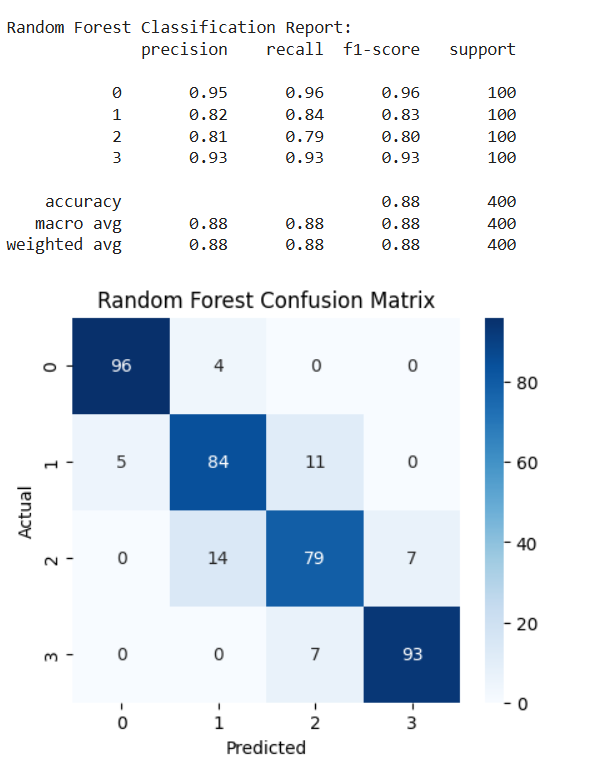 Random Forest Classification Report:
precision recall f1-score support
0 0.95 0.96 0.96 100
1 0.82 0.84 0.83 100
2 0.81 0.79 0.80 100
3 0.93 0.93 0.93 100
accuracy 0.88 400
macro avg 0.88 0.88 0.88 400
weighted avg 0.88 0.88 0.88 400
Random Forest Confusion Matrix
0 96 4 0 0
1 5 84 11 0
2 0 14 79 7
3 0 0 7 93
0 1 2 3
Actual
Predicted
80
60
40
20
0